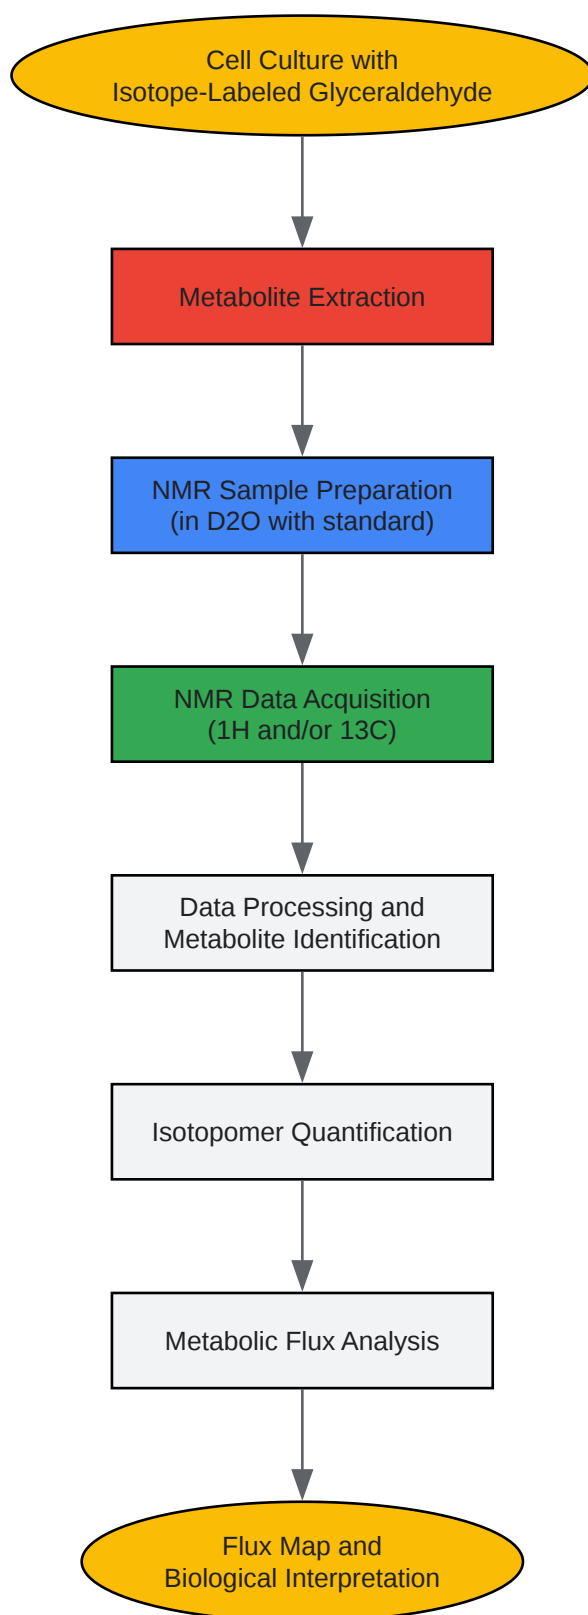 Cell Culture with
Isotope-Labeled Glyceraldehyde
Metabolite Extraction
NMR Sample Preparation
(in D2O with standard)
NMR Data Acquisition
(1H and/or 13C)
Data Processing and
Metabolite Identification
Isotopomer Quantification
Metabolic Flux Analysis
Flux Map and
Biological Interpretation